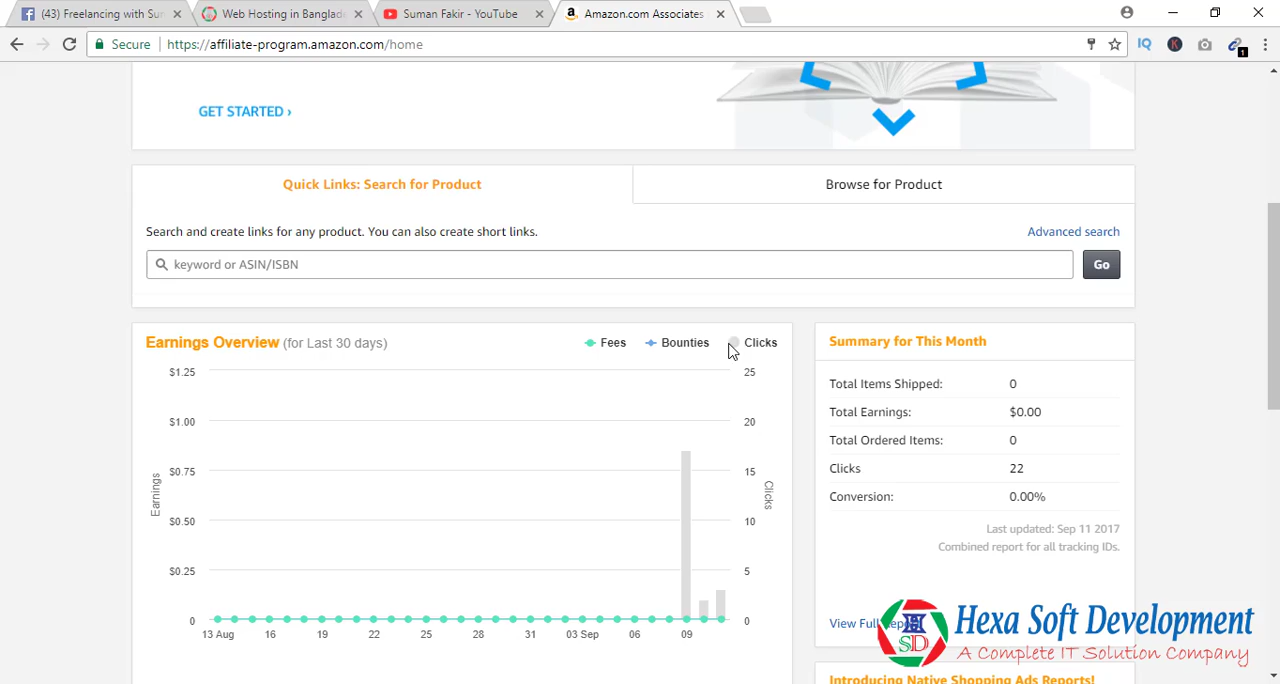 (43) Freelancing with Sun
Web Hosting in Banglade
Suman Fakir - YouTube
Amazon.com Associates
Secure
https://affiliate-program.amazon.com/home
IQ
K
1
GET STARTED ›
Quick Links: Search for Product
Browse for Product
Search and create links for any product. You can also create short links.
Advanced search
keyword or ASIN/ISBN
Go
Earnings Overview (for Last 30 days)
Fees
Bounties
Clicks
$1.25
$1.00
$0.75
$0.50
$0.25
0
Earnings
25
20
15
10
5
0
Clicks
13 Aug 16 19 22 25 28 31 03 Sep 06 09
Summary for This Month
Total Items Shipped: 0
Total Earnings: $0.00
Total Ordered Items: 0
Clicks 22
Conversion: 0.00%
Last updated: Sep 11 2017
Combined report for all tracking IDs.
View Full Report
HSD
Hexa Soft Development
A Complete IT Solution Company
Introducing Native Shopping Ads Reports!